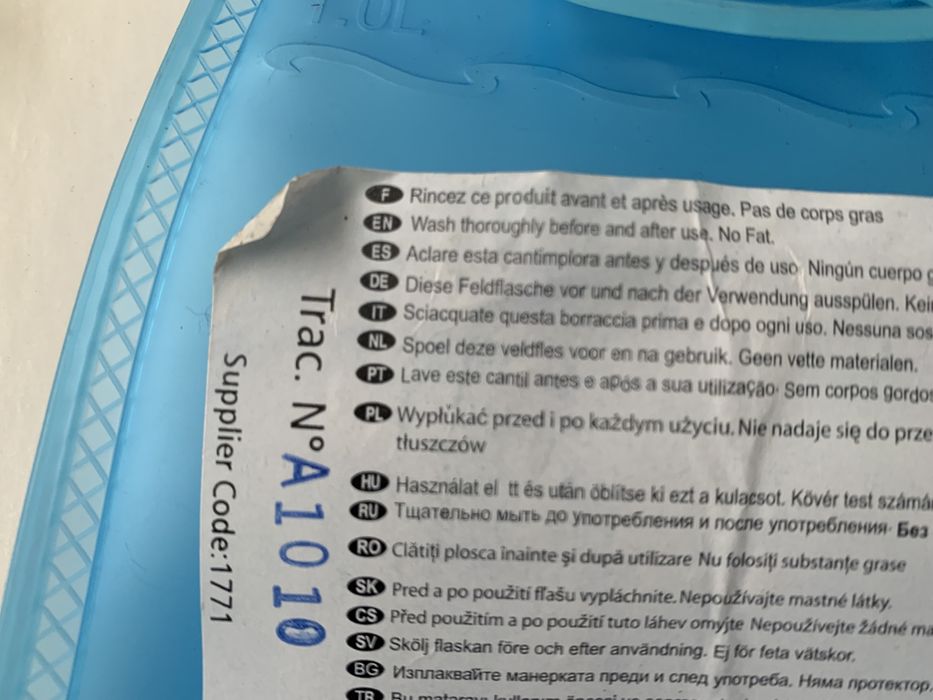 1.0L
F Rincez ce produit avant et après usage. Pas de corps gras
EN Wash thoroughly before and after use. No Fat.
ES Aclare esta cantimplora antes y después de uso Ningún cuerpo
DE Diese Feldflasche vor und nach der Verwendung ausspülen.
IT Sciacquate questa borraccia prima e dopo ogni uso. Nessuna
NL Spoel deze veldfles voor en na gebruik. Geen vette materialen.
PT Lave este cantil antes e após a sua utilização. Sem corpos
PL Wypłukać przed i po każdym użyciu. Nie nadaje się do
tłuszczów
HU Használat el tt és után öblítse ki ezt a kulacsot. Kövér test
RU Тщательно мыть до употребления и после употребления. Без
RO Clătiți plosca înainte şi după utilizare Nu folosiți substanțe grase
SK Pred a po použití fľašu vypláchnite. Nepoužívajte mastné látky.
CS Před použitím a po použití tuto láhev omyjte Nepoužívejte žádné
SV Skölj flaskan före och efter användning. Ej för feta vätskor.
BG Изплаквайте манерката преди и след употреба. Няма протектор.
TR
Trac. N° A1010
Supplier Code:1771